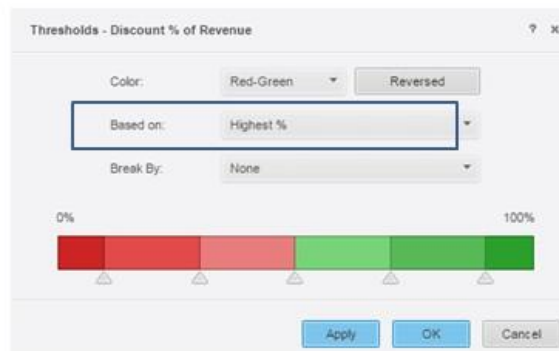 Thresholds - Discount % of Revenue ? x
Color: Red-Green Reversed
Based on: Highest %
Break By: None
0% 100%
Apply OK Cancel